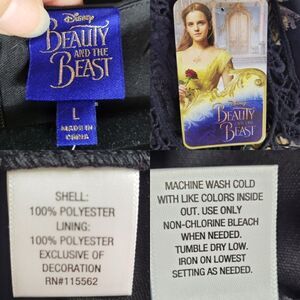 Disney
BEAUTY
AND THE
BEAST
L
MADE IN
CHINA
Disney
BEAUTY
AND THE
BEAST
SHELL:
100% POLYESTER
LINING:
100% POLYESTER
EXCLUSIVE OF
DECORATION
RN#115562
MACHINE WASH COLD
WITH LIKE COLORS INSIDE
OUT. USE ONLY
NON-CHLORINE BLEACH
WHEN NEEDED.
TUMBLE DRY LOW.
IRON ON LOWEST
SETTING AS NEEDED.